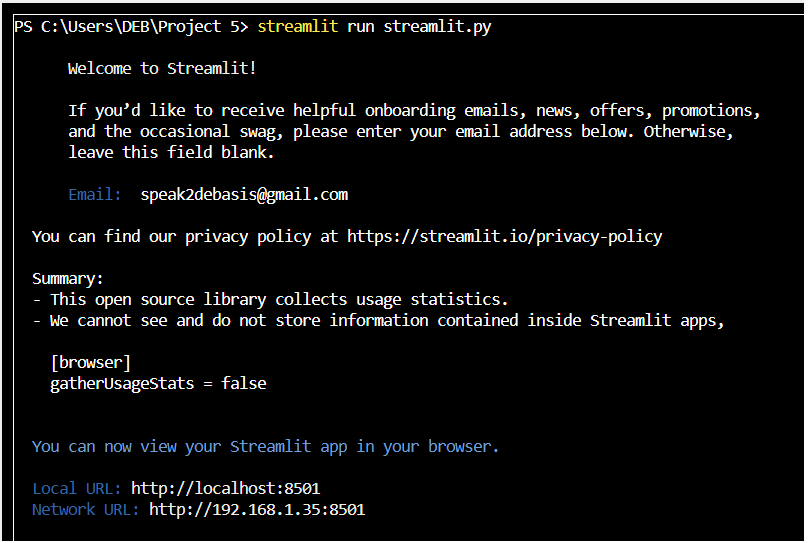 PS C:\Users\DEB\Project 5> streamlit run streamlit.py
Welcome to Streamlit!
If you’d like to receive helpful onboarding emails, news, offers, promotions,
and the occasional swag, please enter your email address below. Otherwise,
leave this field blank.
Email:  speak2debasis@gmail.com
You can find our privacy policy at https://streamlit.io/privacy-policy
Summary:
- This open source library collects usage statistics.
- We cannot see and do not store information contained inside Streamlit apps,
[browser]
gatherUsageStats = false
You can now view your Streamlit app in your browser.
Local URL: http://localhost:8501
Network URL: http://192.168.1.35:8501